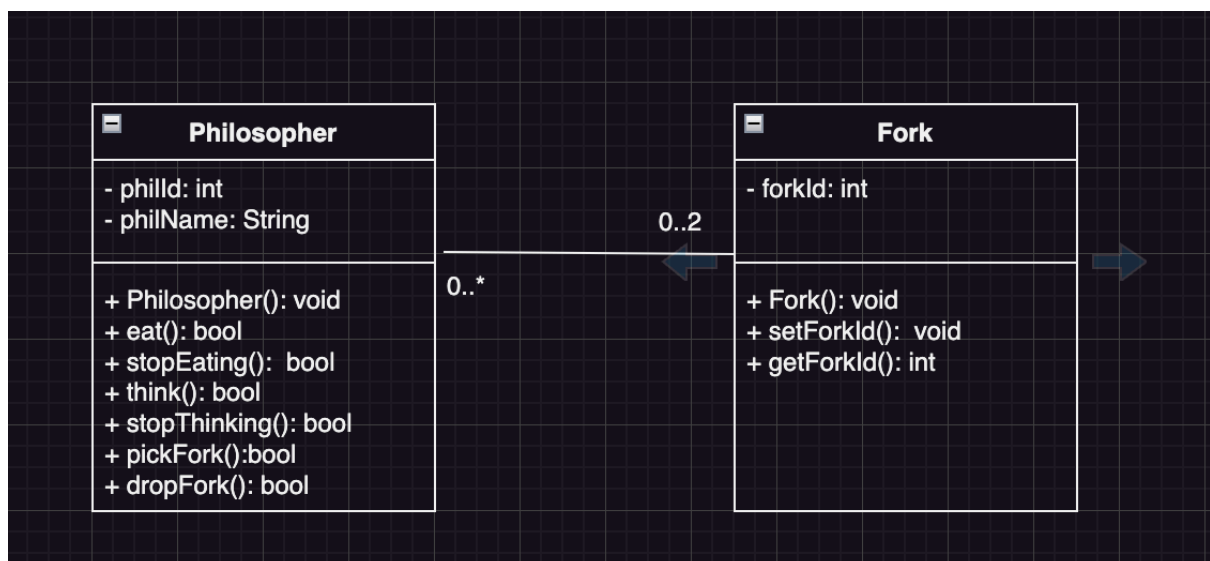 Philosopher
- philId: int
- philName: String
+ Philosopher(): void
+ eat(): bool
+ stopEating():  bool
+ think(): bool
+ stopThinking(): bool
+ pickFork():bool
+ dropFork(): bool
0..2
0..*
Fork
- forkId: int
+ Fork(): void
+ setForkId():  void
+ getForkId(): int